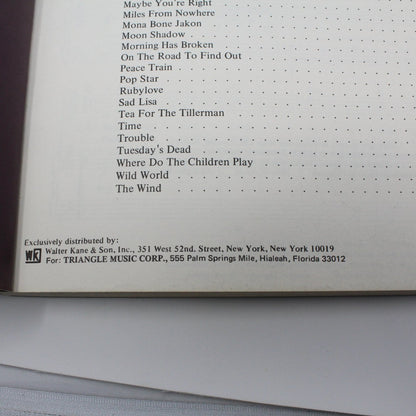 Maybe You're Right
Miles From Nowhere
Mona Bone Jakon
Moon Shadow
Morning Has Broken
On The Road To Find Out
Peace Train
Pop Star
Rubylove
Sad Lisa
Tea For The Tillerman
Time
Trouble
Tuesday's Dead
Where Do The Children Play
Wild World
The Wind
Exclusively distributed by:
WK Walter Kane & Son, Inc., 351 West 52nd. Street, New York, New York 10019
For: TRIANGLE MUSIC CORP., 555 Palm Springs Mile, Hialeah, Florida 33012